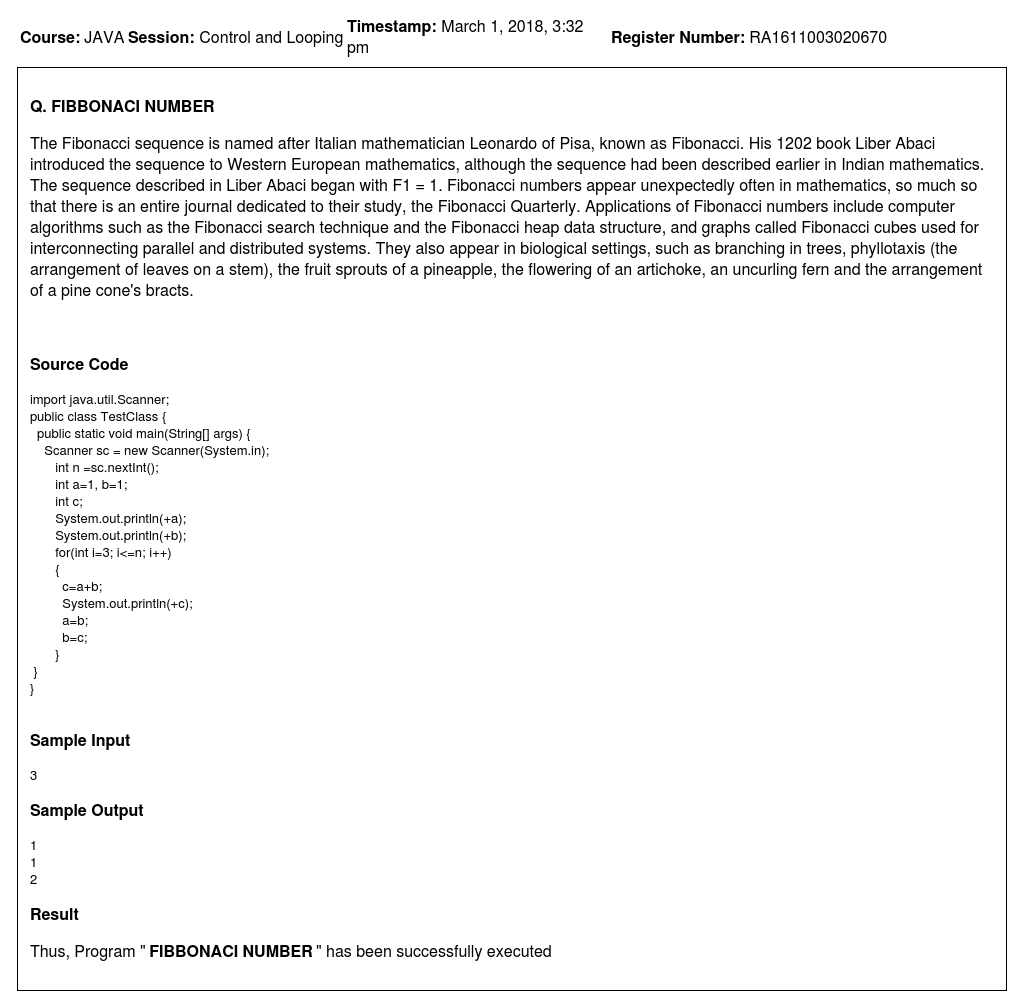 Course: JAVA Session: Control and Looping Timestamp: March 1, 2018, 3:32 pm Register Number: RA1611003020670
Q. FIBBONACI NUMBER
The Fibonacci sequence is named after Italian mathematician Leonardo of Pisa, known as Fibonacci. His 1202 book Liber Abaci
introduced the sequence to Western European mathematics, although the sequence had been described earlier in Indian mathematics.
The sequence described in Liber Abaci began with F1 = 1. Fibonacci numbers appear unexpectedly often in mathematics, so much so
that there is an entire journal dedicated to their study, the Fibonacci Quarterly. Applications of Fibonacci numbers include computer
algorithms such as the Fibonacci search technique and the Fibonacci heap data structure, and graphs called Fibonacci cubes used for
interconnecting parallel and distributed systems. They also appear in biological settings, such as branching in trees, phyllotaxis (the
arrangement of leaves on a stem), the fruit sprouts of a pineapple, the flowering of an artichoke, an uncurling fern and the arrangement
of a pine cone's bracts.
Source Code
import java.util.Scanner;
public class TestClass {
  public static void main(String[] args) {
    Scanner sc = new Scanner(System.in);
       int n =sc.nextInt();
       int a=1, b=1;
       int c;
       System.out.println(+a);
       System.out.println(+b);
       for(int i=3; i<=n; i++)
       {
         c=a+b;
         System.out.println(+c);
         a=b;
         b=c;
       }
 }
}
Sample Input
3
Sample Output
1
1
2
Result
Thus, Program " FIBBONACI NUMBER " has been successfully executed